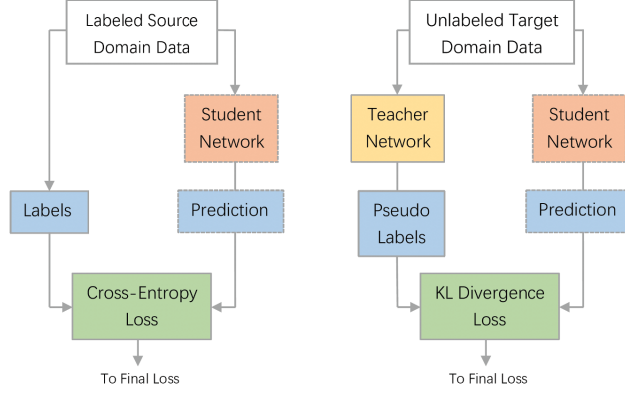 Labeled Source
Domain Data
Student
Network
Labels
Prediction
Cross-Entropy
Loss
To Final Loss
Unlabeled Target
Domain Data
Teacher
Network
Student
Network
Pseudo
Labels
Prediction
KL Divergence
Loss
To Final Loss